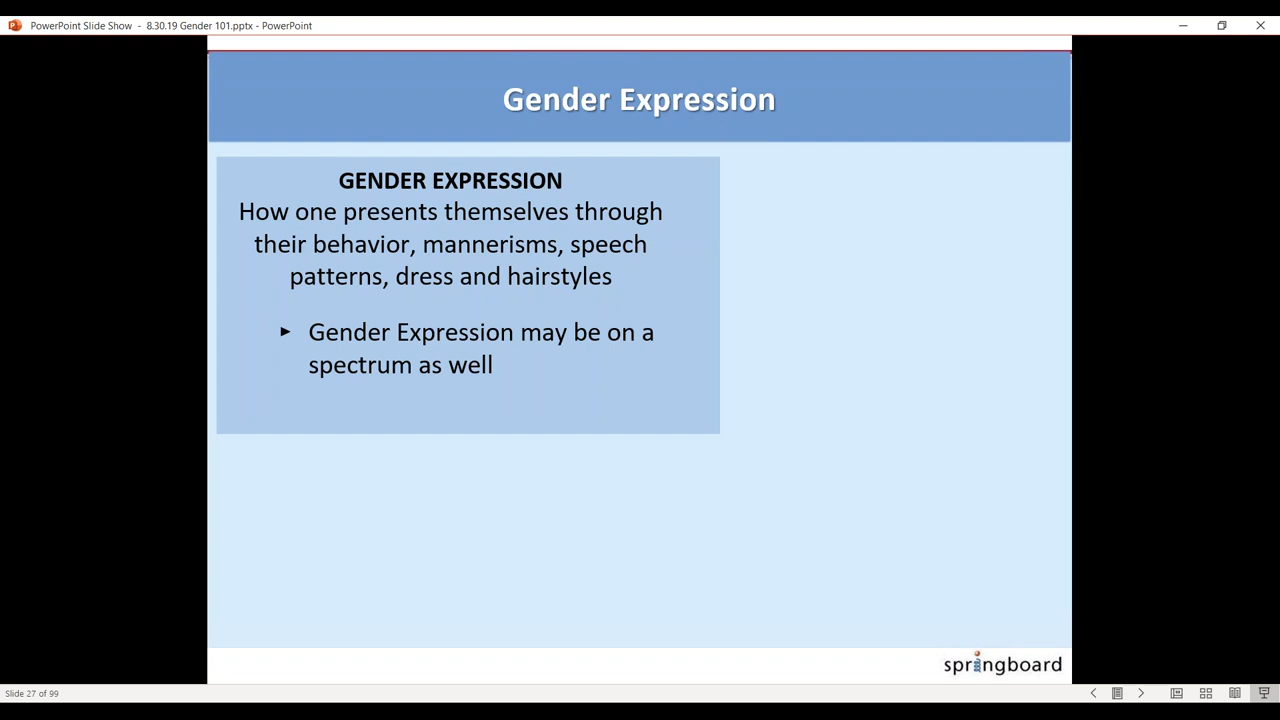 PowerPoint Slide Show - 8.30.19 Gender 101.pptx - PowerPoint
Gender Expression
GENDER EXPRESSION
How one presents themselves through
their behavior, mannerisms, speech
patterns, dress and hairstyles
▸ Gender Expression may be on a
spectrum as well
springboard
Slide 27 of 99